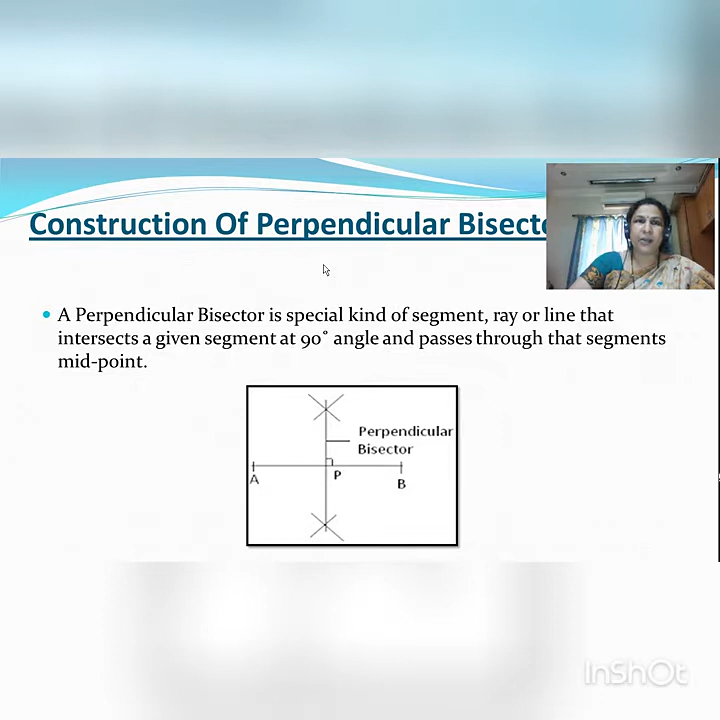 Construction Of Perpendicular
A Perpendicular Bisector is special kind of segment, ray or line that
intersects a given segment at 90° angle and passes through that segments
mid-point.
Perpendicular
Bisector
A
P
B
InShOt